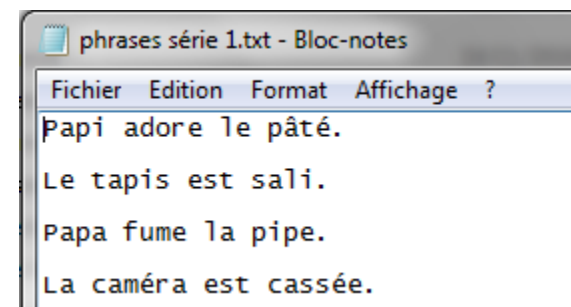 phrases série 1.txt - Bloc-notes
Fichier Edition Format Affichage ?
Papi adore le pâté.
Le tapis est sali.
Papa fume la pipe.
La caméra est cassée.